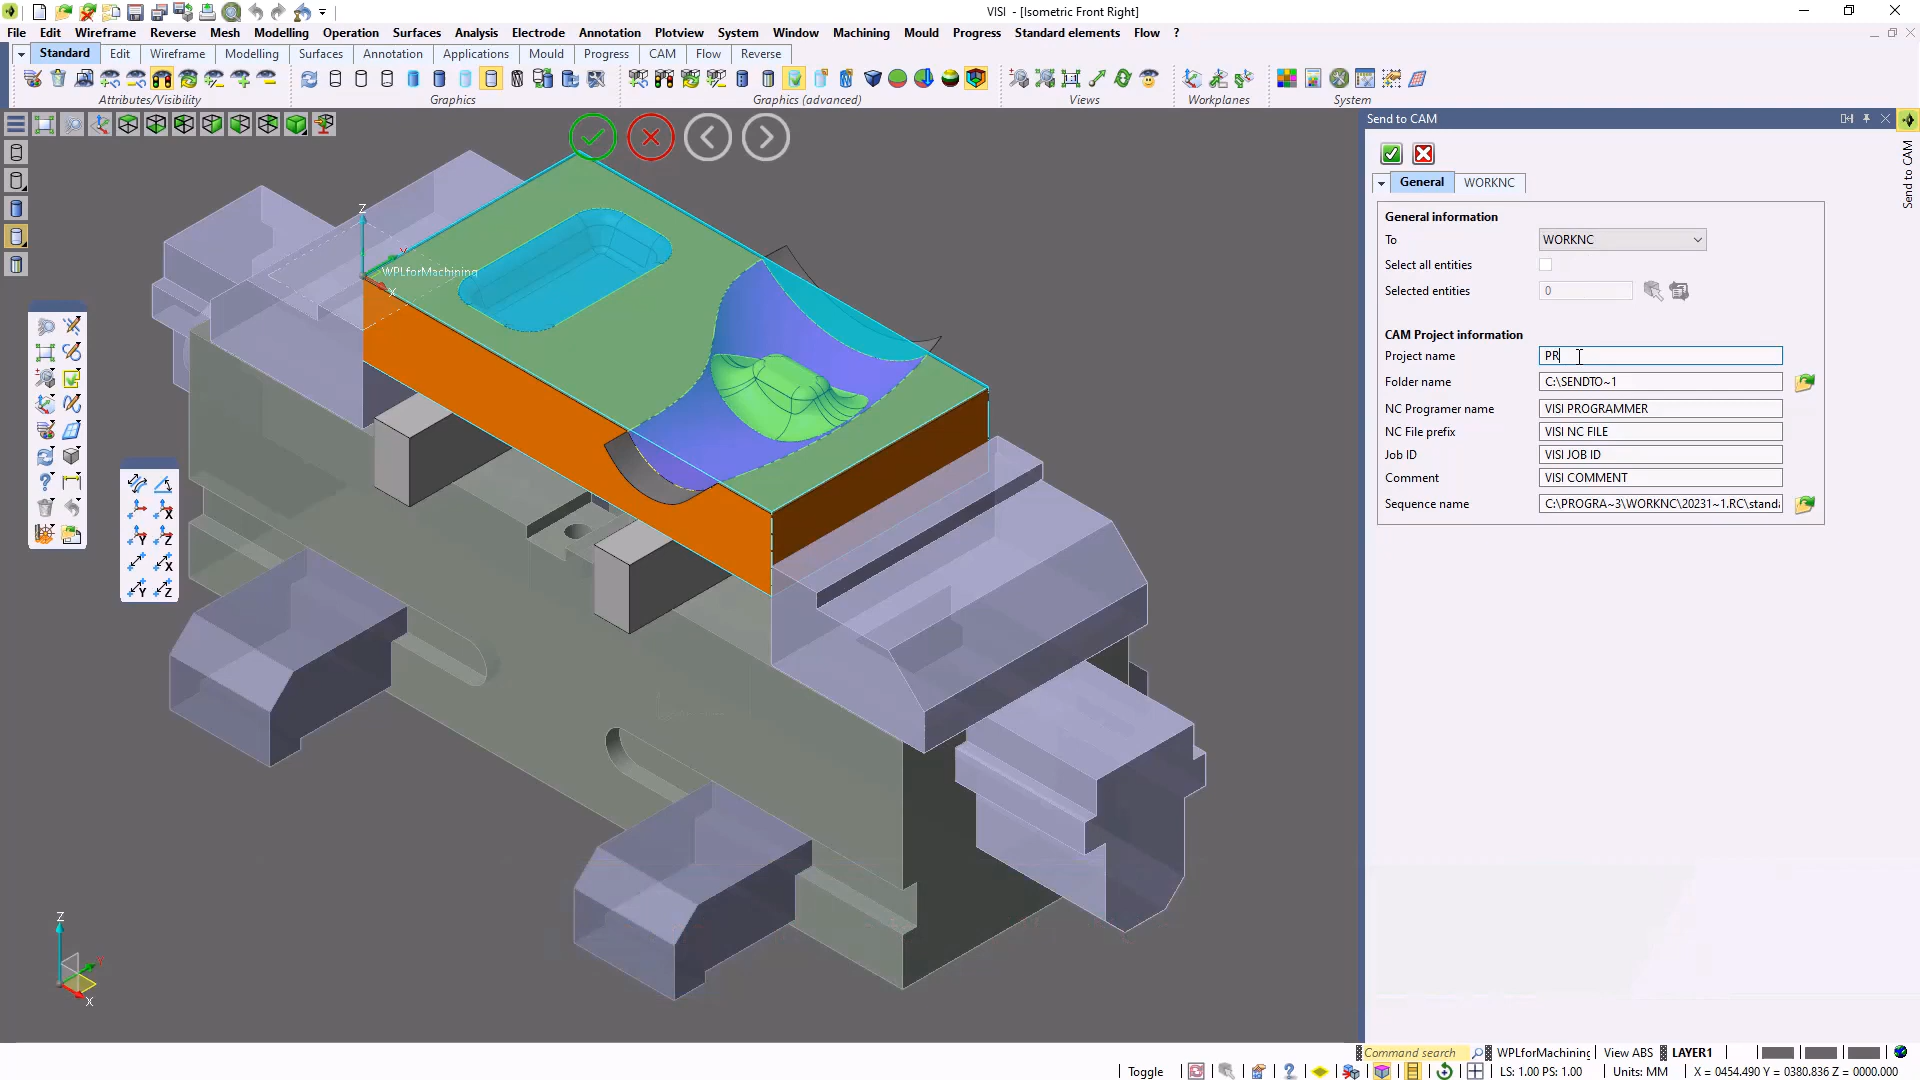 VISI - [Isometric Front Right]
File Edit Wireframe Reverse Mesh Modelling Operation Surfaces Analysis Electrode Annotation Plotview System Window Machining Mould Progress Standard elements Flow ?
Standard Edit Wireframe Modelling Surfaces Annotation Applications Mould Progress CAM Flow Reverse
Attributes/Visibility Graphics Graphics (advanced) Views Workplanes System
Send to CAM
Send to CAM
General WORKNC
General information
To WORKNC
Select all entities
Selected entities 0
CAM Project information
Project name PR
Folder name C:\SENDTO~1
NC Programer name VISI PROGRAMMER
NC File prefix VISI NC FILE
Job ID VISI JOB ID
Comment VISI COMMENT
Sequence name C:\PROGRA~3\WORKNC\20231~1.RC\standa
Z
Y
WPLforMachining
X
X
Y Z
X
Y Z
Z
Y
X
Command search WPLforMachining View ABS LAYER1
Toggle LS: 1.00 PS: 1.00 Units: MM X = 0454.490 Y = 0380.836 Z = 0000.000